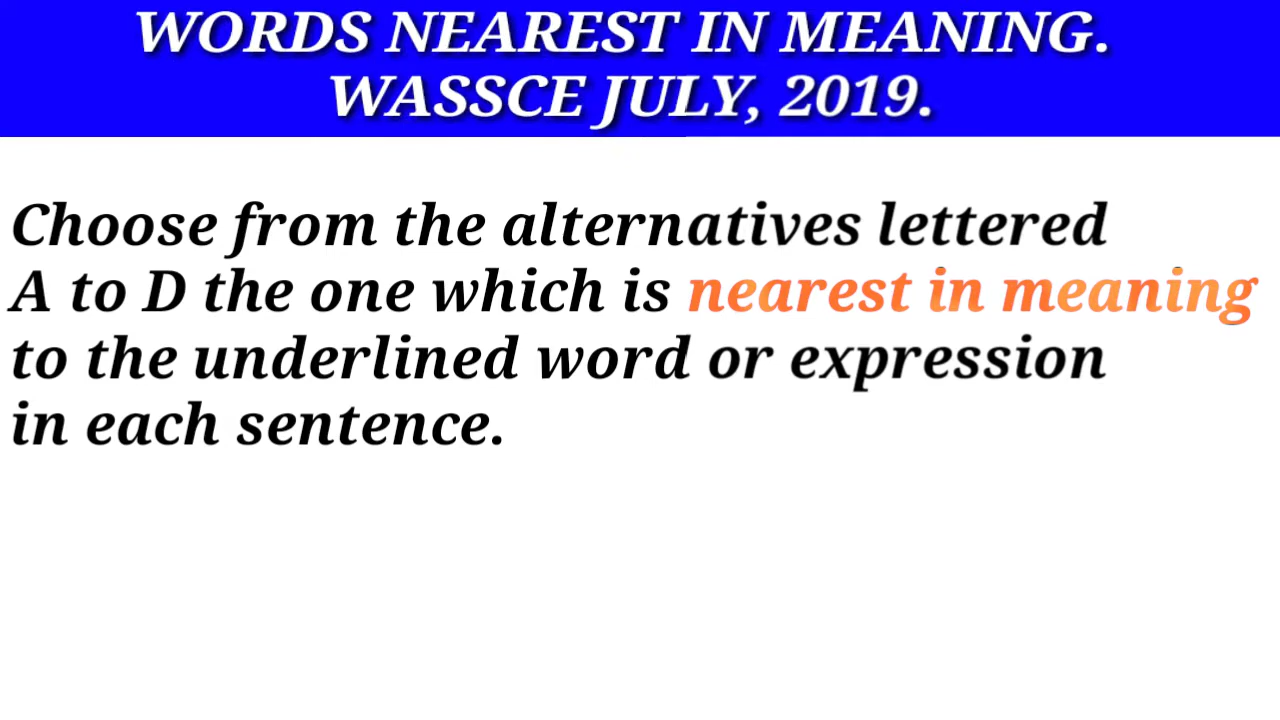 WORDS NEAREST IN MEANING.
WASSCE JULY, 2019.
Choose from the alternatives lettered
A to D the one which is nearest in meaning
to the underlined word or expression
in each sentence.